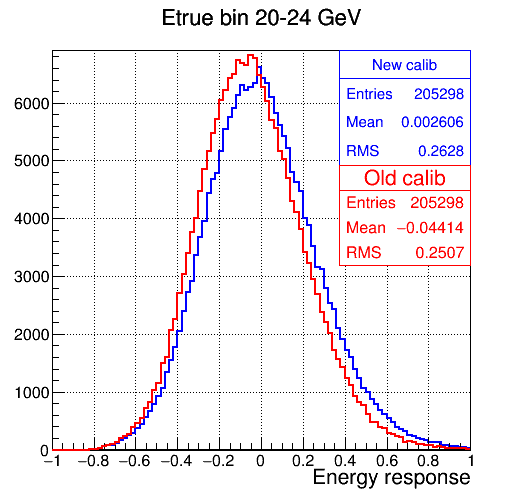 Etrue bin 20-24 GeV
New calib
Entries 205298
Mean 0.002606
RMS 0.2628
Old calib
Entries 205298
Mean −0.04414
RMS 0.2507
6000
5000
4000
3000
2000
1000
0
−1 −0.8 −0.6 −0.4 −0.2 0 0.2 0.4 0.6 0.8 1
Energy response